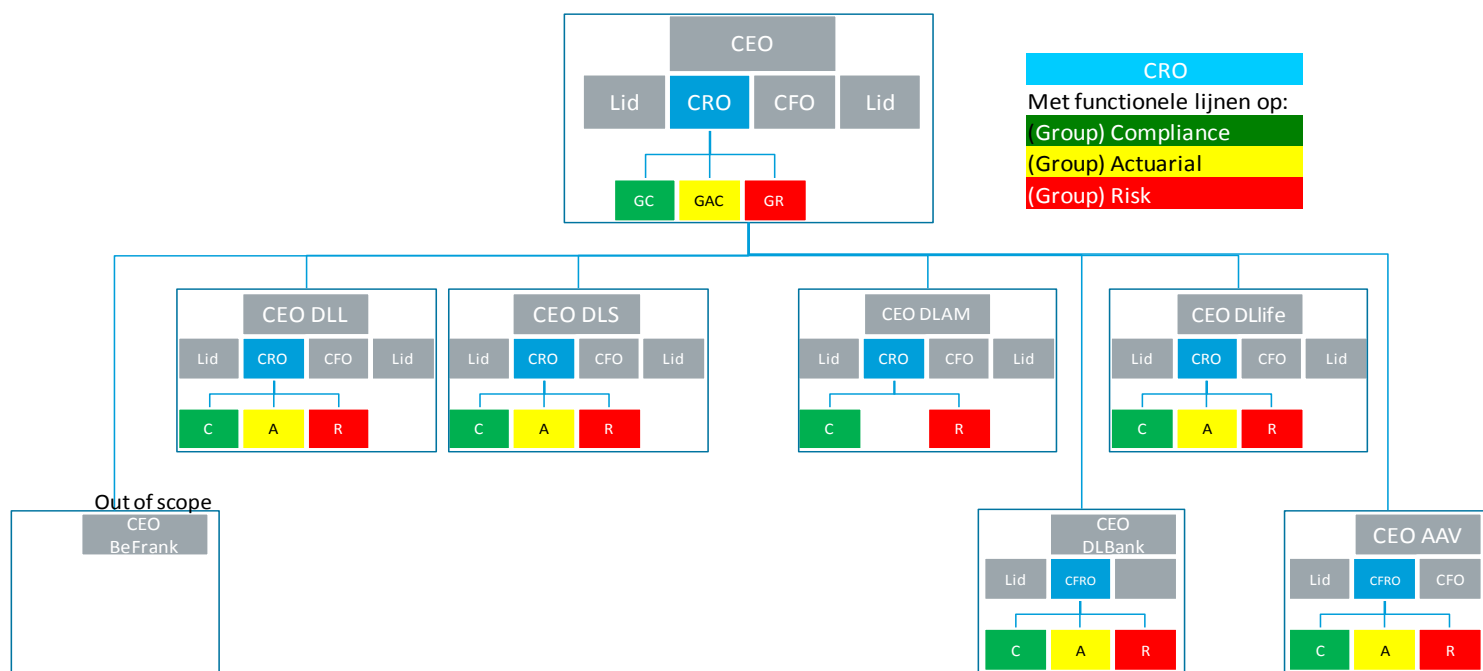 CEO
Lid CRO CFO Lid
GC GAC GR
CRO
Met functionele lijnen op:
(Group) Compliance
(Group) Actuarial
(Group) Risk
CEO DLL
Lid CRO CFO Lid
C A R
CEO DLS
Lid CRO CFO Lid
C A R
CEO DLAM
Lid CRO CFO Lid
C R
CEO DLlife
Lid CRO CFO Lid
C A R
Out of scope
CEO
BeFrank
CEO
DLBank
Lid CFRO
C A R
CEO AAV
Lid CFRO CFO
C A R